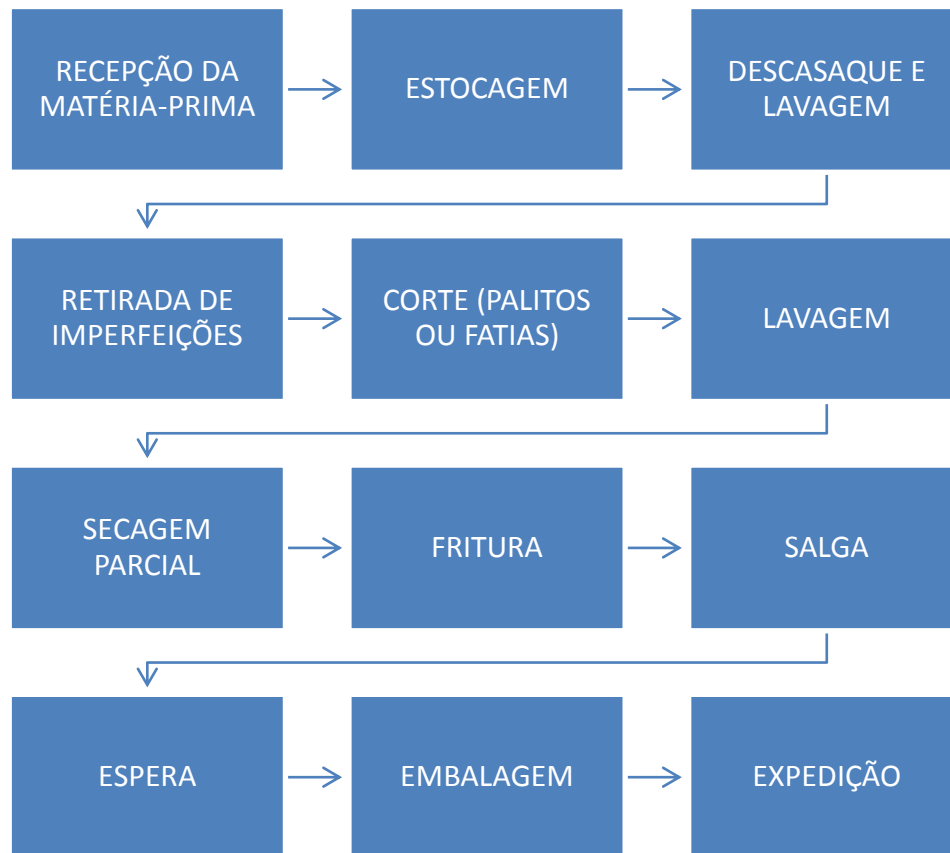 RECEPÇÃO DA
MATÉRIA-PRIMA
ESTOCAGEM
DESCASAQUE E
LAVAGEM
RETIRADA DE
IMPERFEIÇÕES
CORTE (PALITOS
OU FATIAS)
LAVAGEM
SECAGEM
PARCIAL
FRITURA
SALGA
ESPERA
EMBALAGEM
EXPEDIÇÃO